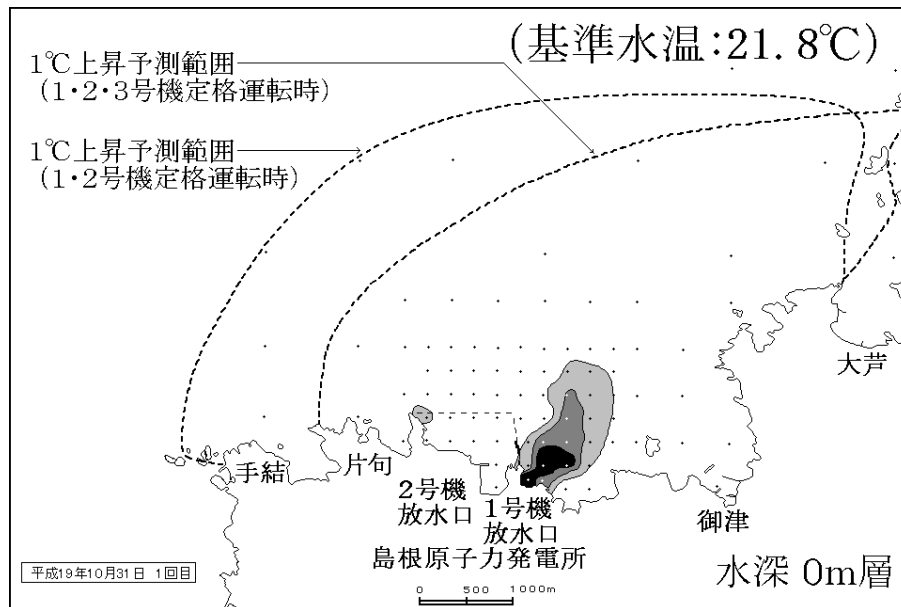 (基準水温:21.8℃)
1℃上昇予測範囲
(1・2・3号機定格運転時)
1℃上昇予測範囲
(1・2号機定格運転時)
大芦
手結
片句
2号機
放水口
1号機
放水口
御津
島根原子力発電所
平成19年10月31日 1回目
水深 0m層
0 500 1000m